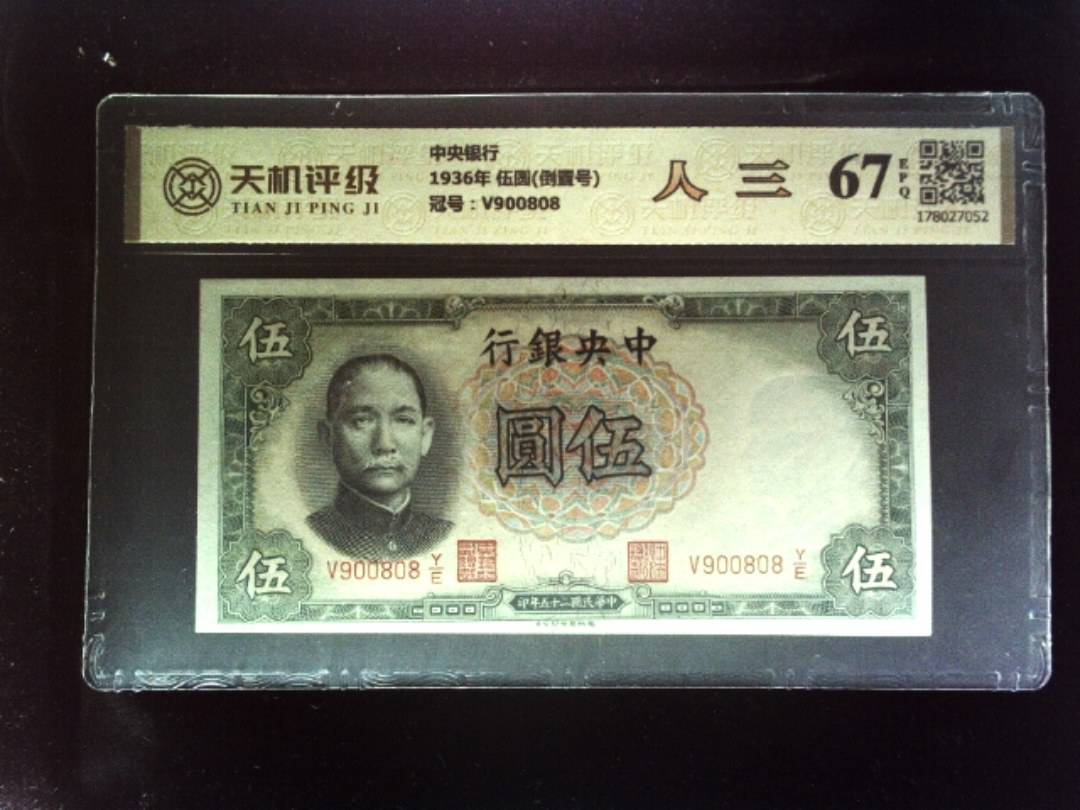 天机评级
TIAN JI PING JI
中央银行
1936年 伍圆(倒置号)
冠号:V900808
人 三
67
EPQ
178027052
行銀央中
伍
伍
圓伍
V900808 Y/E
V900808 Y/E
伍
伍
印年五十二國民華中